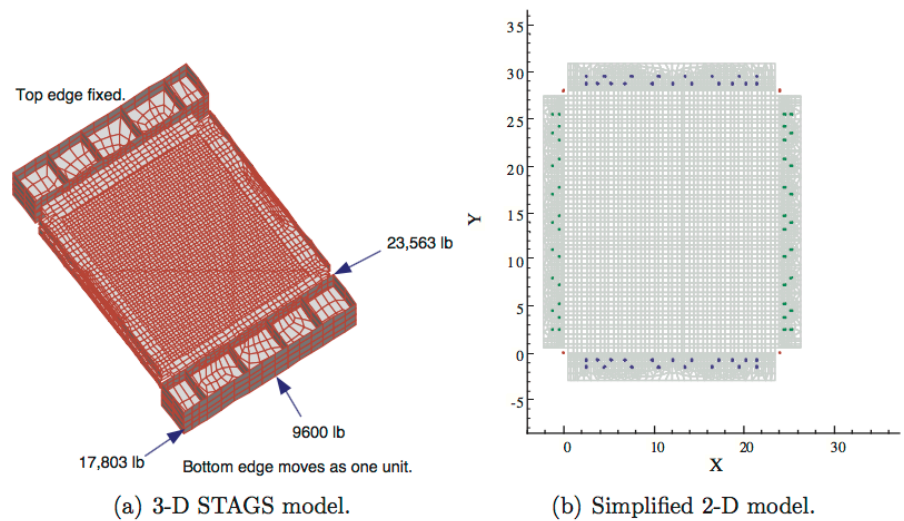 Top edge fixed.
23,563 lb
9600 lb
17,803 lb
Bottom edge moves as one unit.
(a) 3-D STAGS model.
35
30
25
20
15
10
5
0
-5
Y
0
10
20
30
X
(b) Simplified 2-D model.